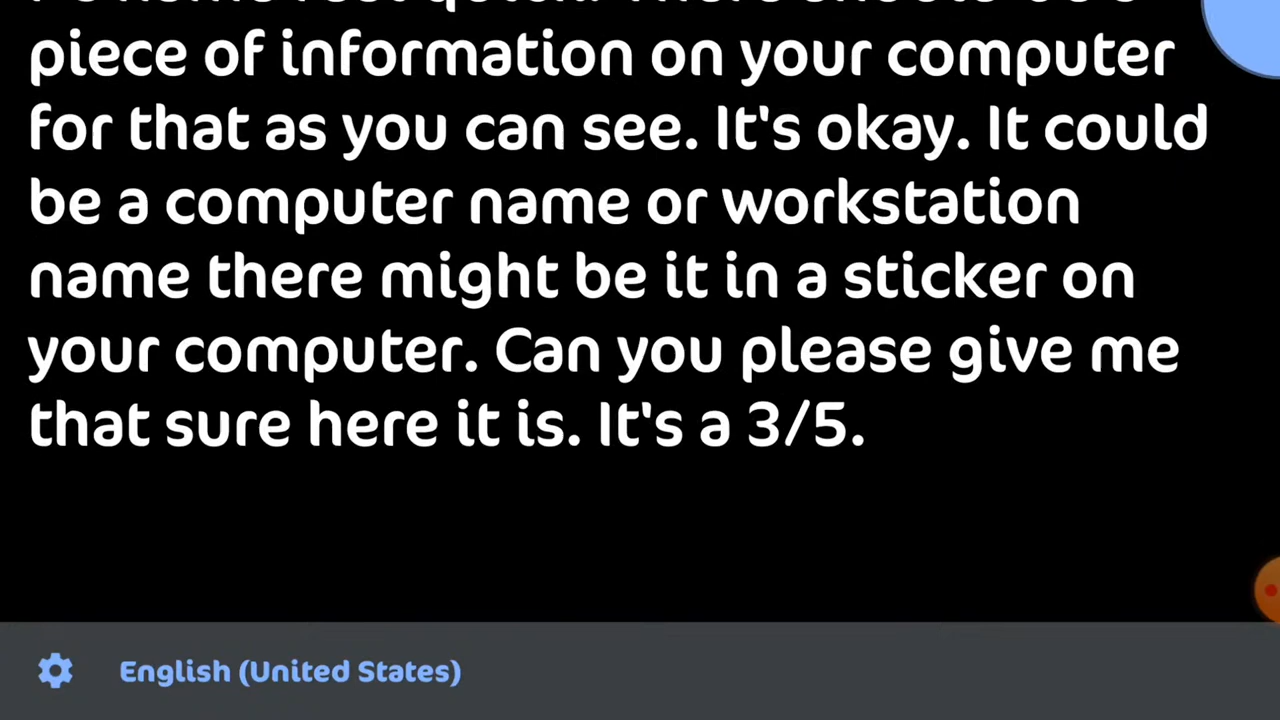 piece of information on your computer
for that as you can see. It's okay. It could
be a computer name or workstation
name there might be it in a sticker on
your computer. Can you please give me
that sure here it is. It's a 3/5.
English (United States)